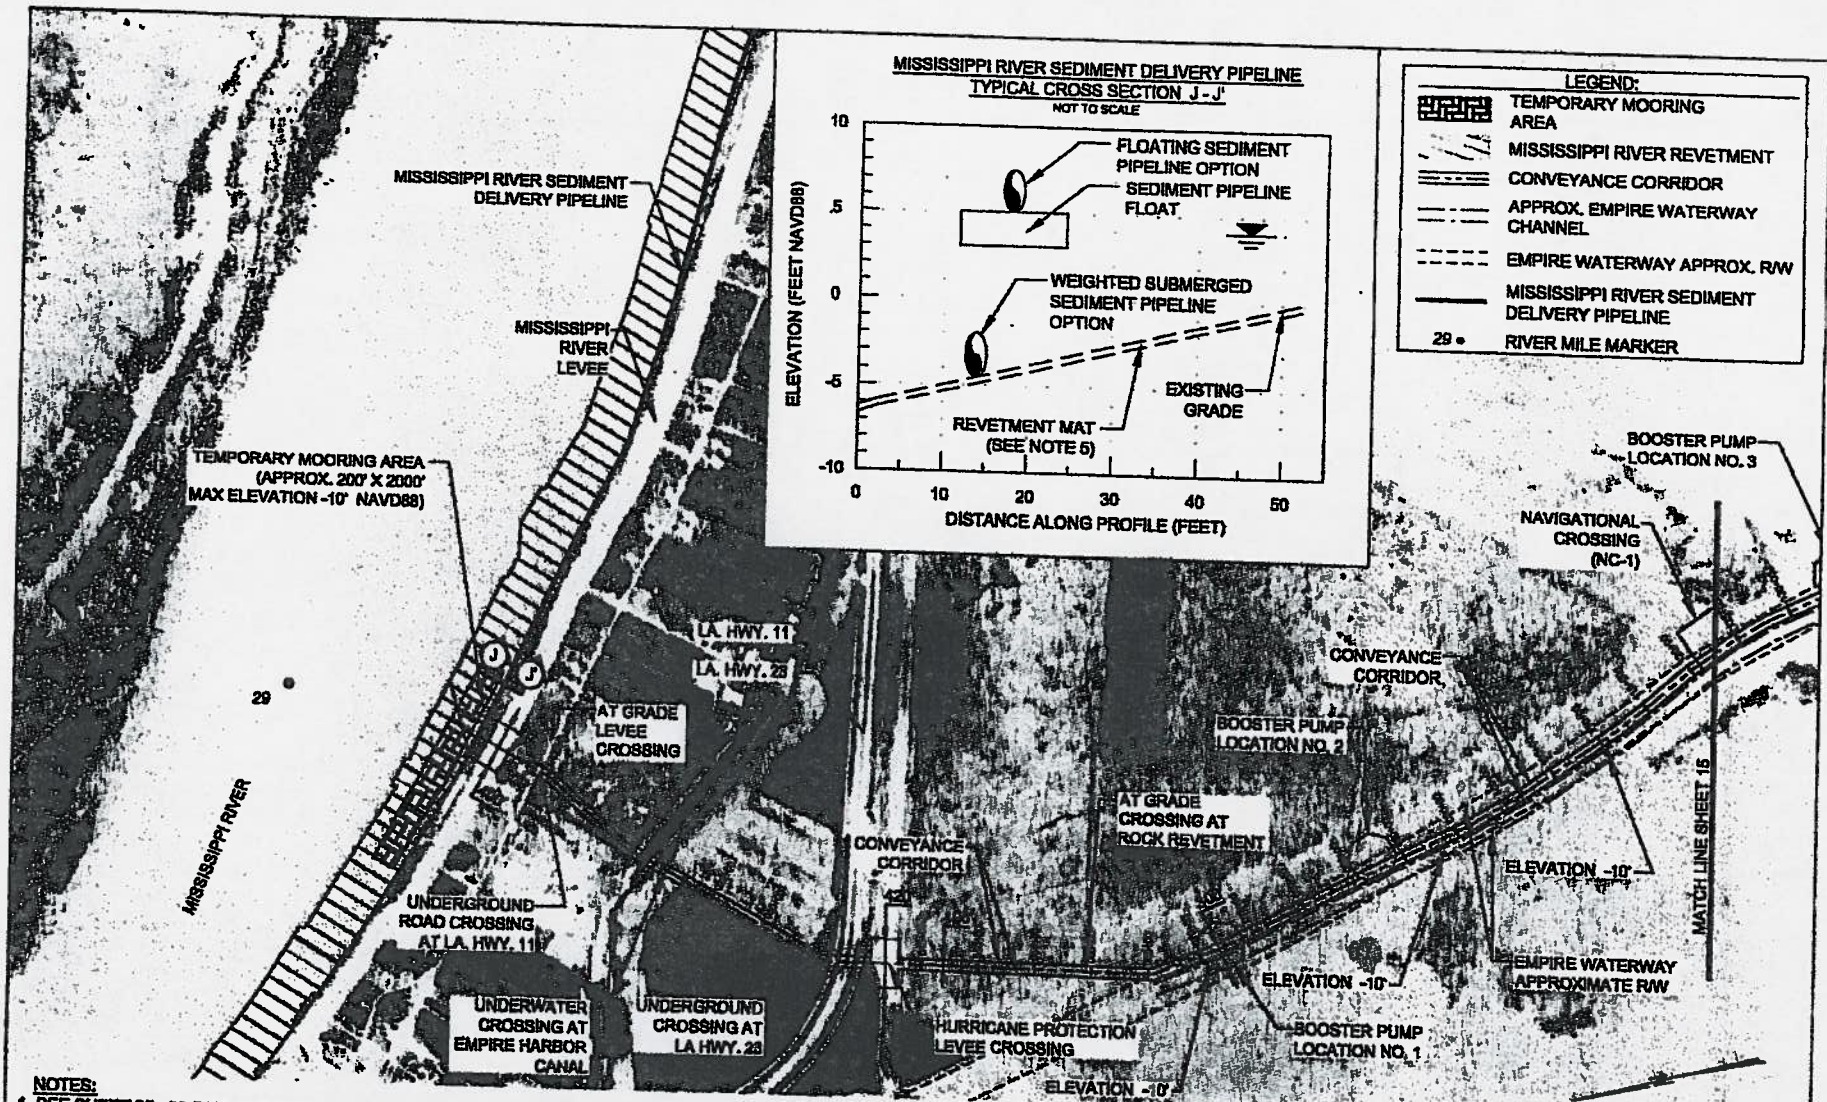 MISSISSIPPI RIVER SEDIMENT DELIVERY PIPELINE
TYPICAL CROSS SECTION J - J'
NOT TO SCALE
10
5
0
-5
-10
ELEVATION (FEET NAVD88)
FLOATING SEDIMENT
PIPELINE OPTION
SEDIMENT PIPELINE
FLOAT
WEIGHTED SUBMERGED
SEDIMENT PIPELINE
OPTION
EXISTING
GRADE
REVETMENT MAT
(SEE NOTE 5)
0 10 20 30 40 50
DISTANCE ALONG PROFILE (FEET)
LEGEND:
TEMPORARY MOORING
AREA
MISSISSIPPI RIVER REVETMENT
CONVEYANCE CORRIDOR
APPROX. EMPIRE WATERWAY
CHANNEL
EMPIRE WATERWAY APPROX. R/W
MISSISSIPPI RIVER SEDIMENT
DELIVERY PIPELINE
29
RIVER MILE MARKER
MISSISSIPPI RIVER SEDIMENT
DELIVERY PIPELINE
MISSISSIPPI
RIVER
LEVEE
TEMPORARY MOORING AREA
(APPROX. 200' X 2000'
MAX ELEVATION -10' NAVD88)
BOOSTER PUMP
LOCATION NO. 3
NAVIGATIONAL
CROSSING
(NC-1)
J
J'
29
LA. HWY. 11
LA. HWY. 23
AT GRADE
LEVEE
CROSSING
CONVEYANCE
CORRIDOR
BOOSTER PUMP
LOCATION NO. 2
MISSISSIPPI RIVER
AT GRADE
CROSSING AT
ROCK REVETMENT
CONVEYANCE
CORRIDOR
ELEVATION -10'
MATCH LINE SHEET 15
UNDERGROUND
ROAD CROSSING
AT LA. HWY. 11
EMPIRE WATERWAY
APPROXIMATE R/W
ELEVATION -10'
UNDERWATER
CROSSING AT
EMPIRE HARBOR
CANAL
UNDERGROUND
CROSSING AT
LA HWY. 23
HURRICANE PROTECTION
LEVEE CROSSING
BOOSTER PUMP
LOCATION NO. 1
ELEVATION -10'
NOTES: